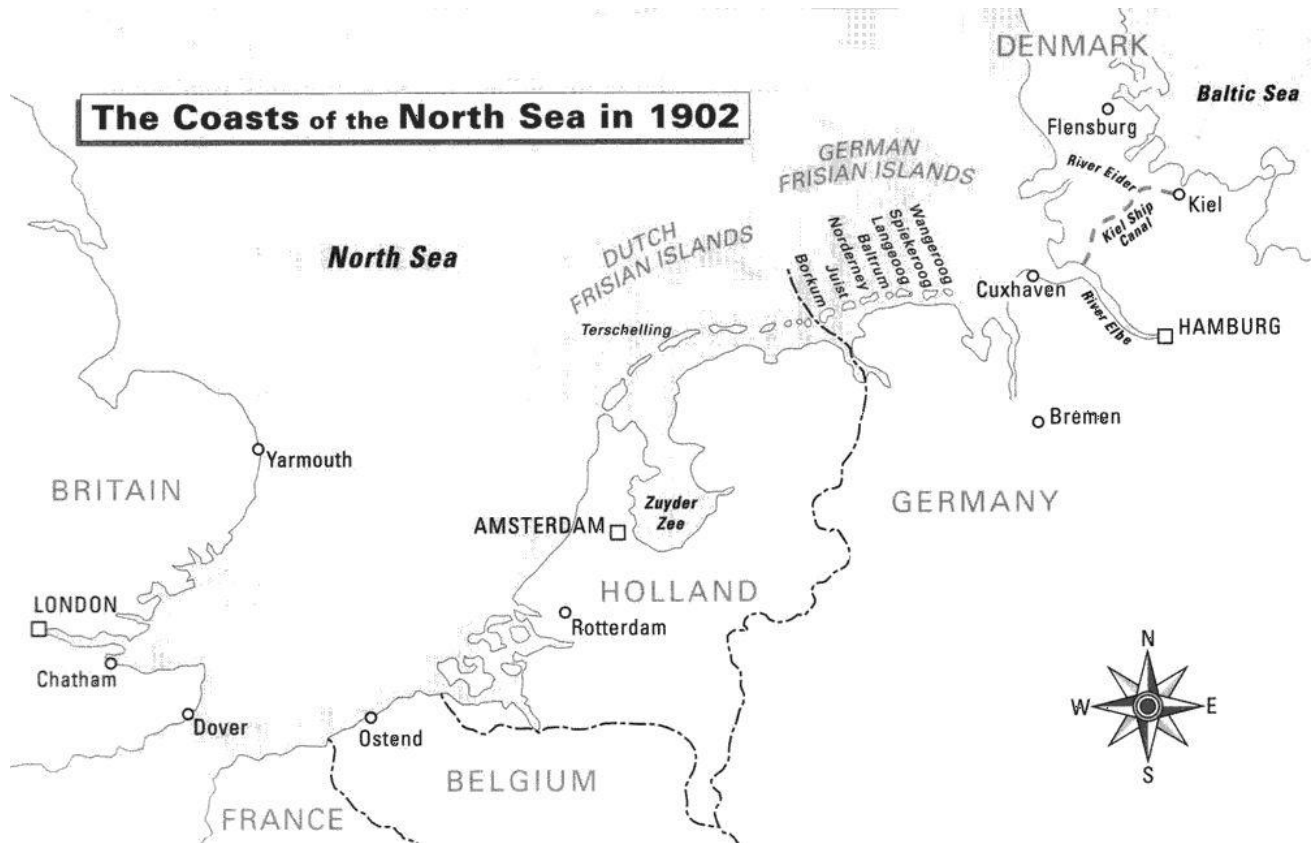 The Coasts of the North Sea in 1902
DENMARK
Baltic Sea
Flensburg
River Eider
Kiel
Kiel Ship
Canal
GERMAN
FRISIAN ISLANDS
DUTCH
FRISIAN ISLANDS
North Sea
Borkum
Juist
Norderney
Baltrum
Langeoog
Spiekeroog
Wangeroog
Terschelling
Cuxhaven
River Elbe
HAMBURG
Bremen
Yarmouth
BRITAIN
GERMANY
Zuyder
Zee
AMSTERDAM
HOLLAND
LONDON
Rotterdam
Chatham
Dover
Ostend
BELGIUM
FRANCE
N
W
E
S